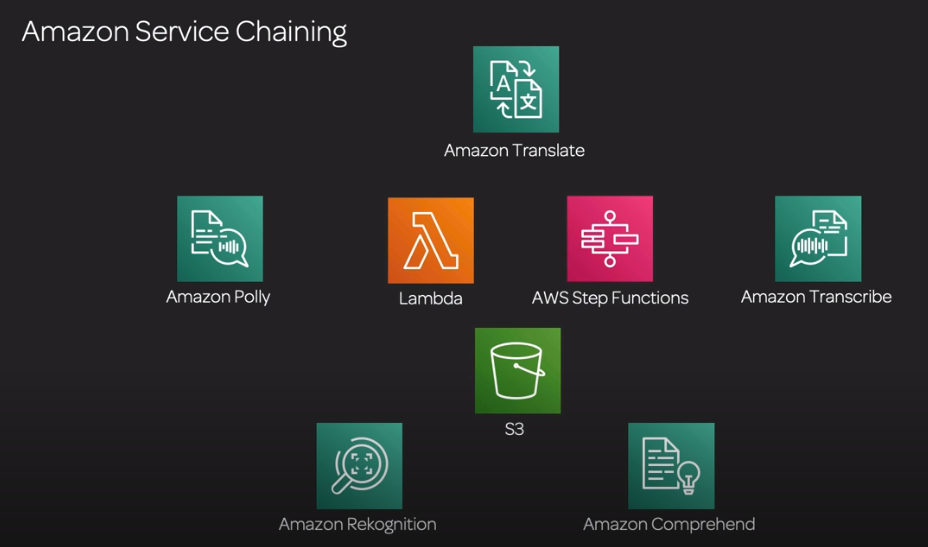 Amazon Service Chaining
A
文
Amazon Translate
Amazon Polly
Lambda
AWS Step Functions
Amazon Transcribe
S3
Amazon Rekognition
Amazon Comprehend